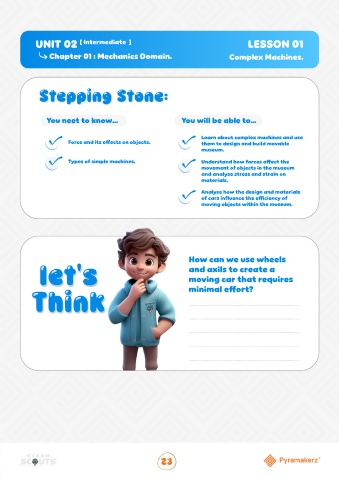 UNIT 02 [ Intermediate ]
LESSON 01
Chapter 01 : Mechanics Domain.
Complex Machines.
Stepping Stone:
You neet to know...
Force and its effects on objects.
Types of simple machines.
You will be able to...
Learn about complex machines and use
them to design and build movable
museum.
Understand how forces affect the
movement of objects in the museum
and analyze stress and strain on
materials.
Analyze how the design and materials
of cars influence the efficiency of
moving objects within the museum.
let's
Think
How can we use wheels
and axils to create a
moving car that requires
minimal effort?
STEAM
SCOUTS
23
Pyramakerz